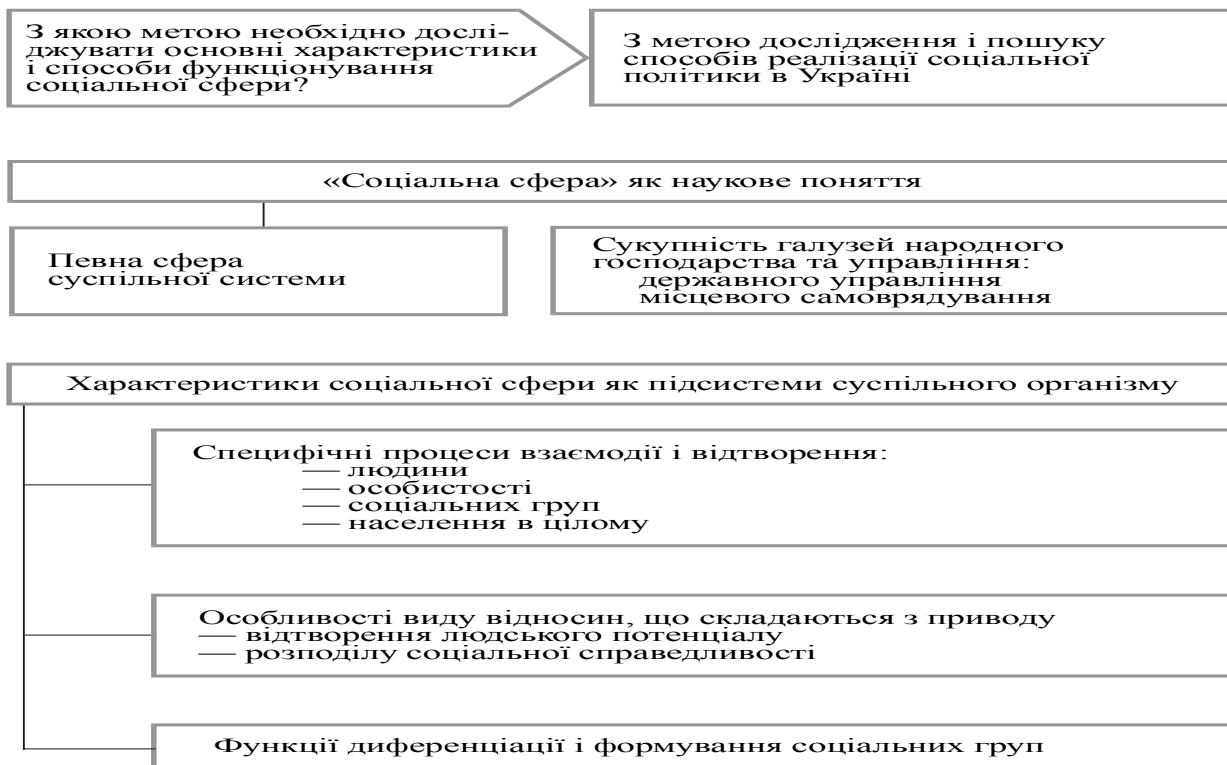 З якою метою необхідно дослі-
джувати основні характеристики
і способи функціонування
соціальної сфери?
З метою дослідження і пошуку
способів реалізації соціальної
політики в Україні
«Соціальна сфера» як наукове поняття
Певна сфера
суспільної системи
Сукупність галузей народного
господарства та управління:
державного управління
місцевого самоврядування
Характеристики соціальної сфери як підсистеми суспільного організму
Специфічні процеси взаємодії і відтворення:
— людини
— особистості
— соціальних груп
— населення в цілому
Особливості виду відносин, що складаються з приводу
— відтворення людського потенціалу
— розподілу соціальної справедливості
Функції диференціації і формування соціальних груп